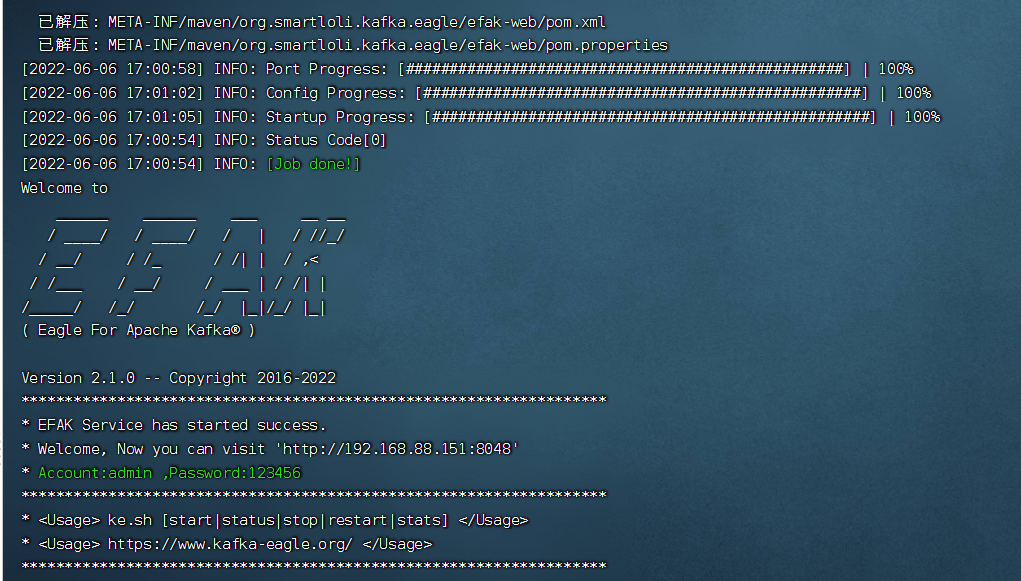 已解压: META-INF/maven/org.smartloli.kafka.eagle/efak-web/pom.xml
已解压: META-INF/maven/org.smartloli.kafka.eagle/efak-web/pom.properties
[2022-06-06 17:00:58] INFO: Port Progress: [##################################################] | 100%
[2022-06-06 17:01:02] INFO: Config Progress: [##################################################] | 100%
[2022-06-06 17:01:05] INFO: Startup Progress: [##################################################] | 100%
[2022-06-06 17:00:54] INFO: Status Code[0]
[2022-06-06 17:00:54] INFO: [Job done!]
Welcome to
    ______    ______    ___     __ __
   / ____/   / ____/   /   |   / //_/
  / __/     / /_      / /| |  / ,<
 / /___    / __/     / ___ | / /| |
/_____/   /_/       /_/  |_|/_/ |_|
( Eagle For Apache Kafka® )
Version 2.1.0 -- Copyright 2016-2022
*******************************************************************
* EFAK Service has started success.
* Welcome, Now you can visit 'http://192.168.88.151:8048'
* Account:admin ,Password:123456
*******************************************************************
* <Usage> ke.sh [start|status|stop|restart|stats] </Usage>
* <Usage> https://www.kafka-eagle.org/ </Usage>
*******************************************************************